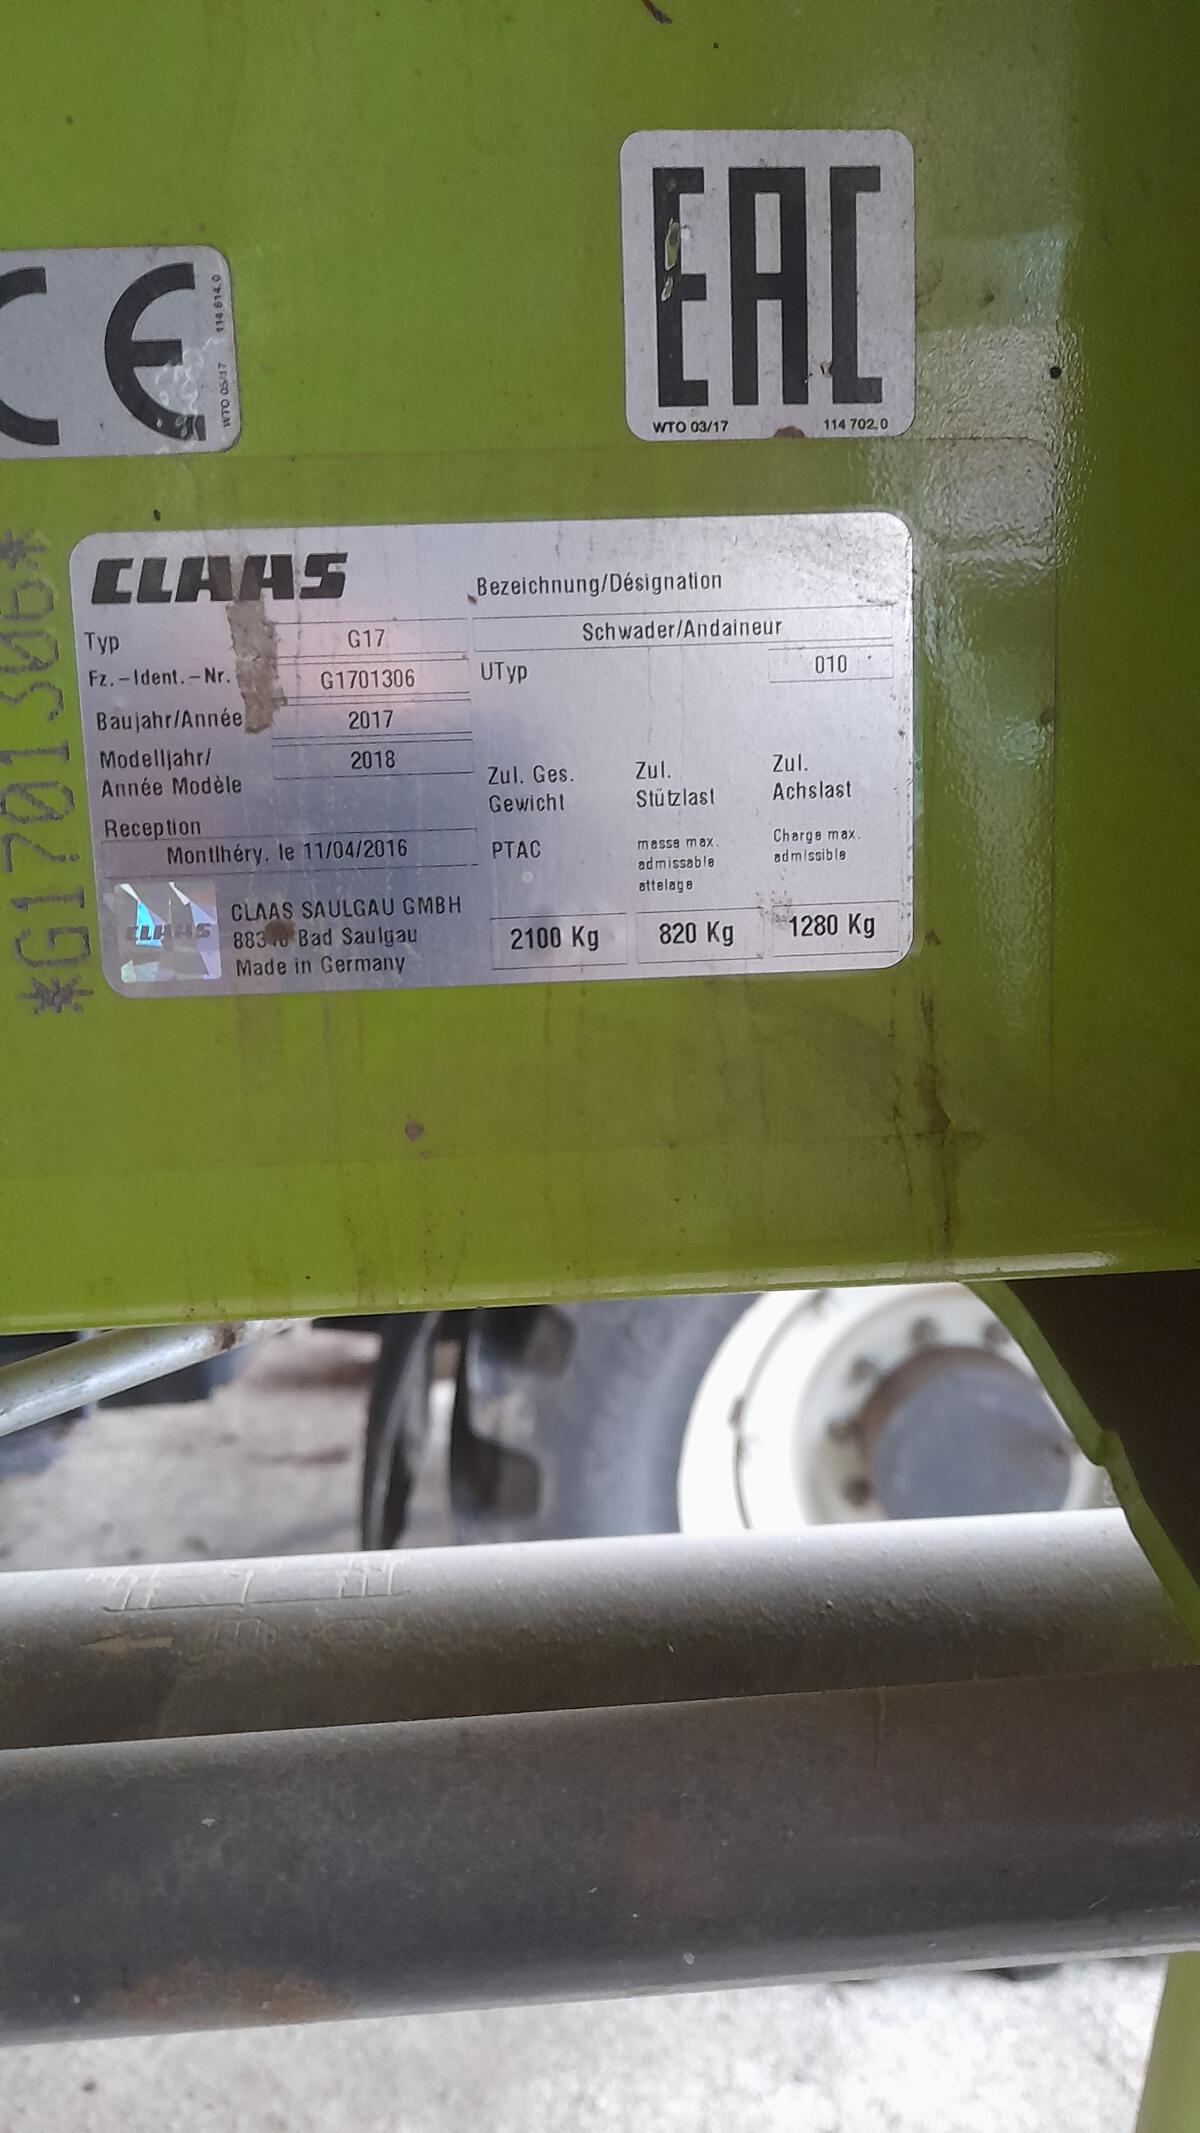 EAC
WTO 03/17 114 702.0
CE
WTO 05/17 114 614.0
*G1701306*
CLAAS
Bezeichnung/Désignation
Schwader/Andaineur
Typ G17
UTyp 010
Fz.-Ident.-Nr. G1701306
Baujahr/Année 2017
Modelljahr/
Année Modèle
2018
Reception
Montlhéry, le 11/04/2016
CLAAS
CLAAS SAULGAU GMBH
Bad Saulgau
Made in Germany
Zul. Ges.
Gewicht
PTAC
2100 Kg
Zul.
Stützlast
masse max.
admissable
attelage
820 Kg
Zul.
Achslast
Charge max.
admissible
1280 Kg